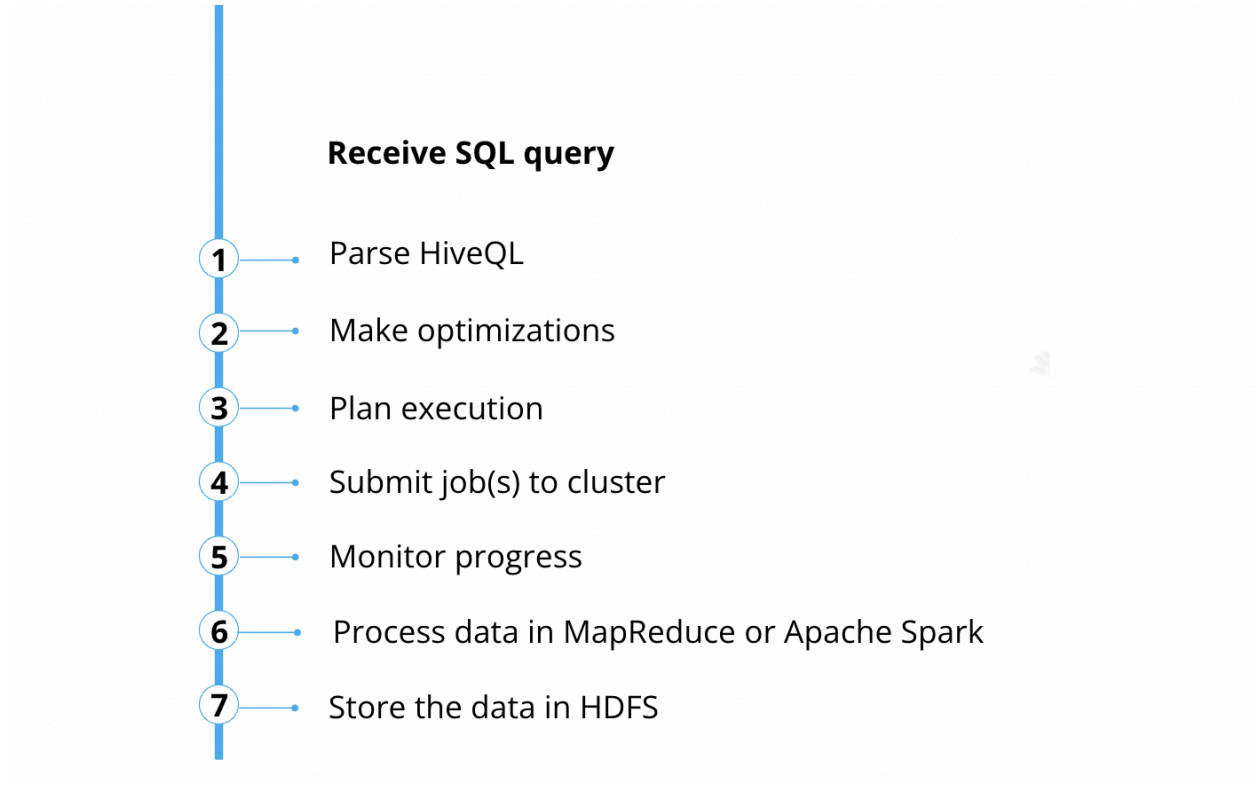 Receive SQL query
1 Parse HiveQL
2 Make optimizations
3 Plan execution
4 Submit job(s) to cluster
5 Monitor progress
6 Process data in MapReduce or Apache Spark
7 Store the data in HDFS